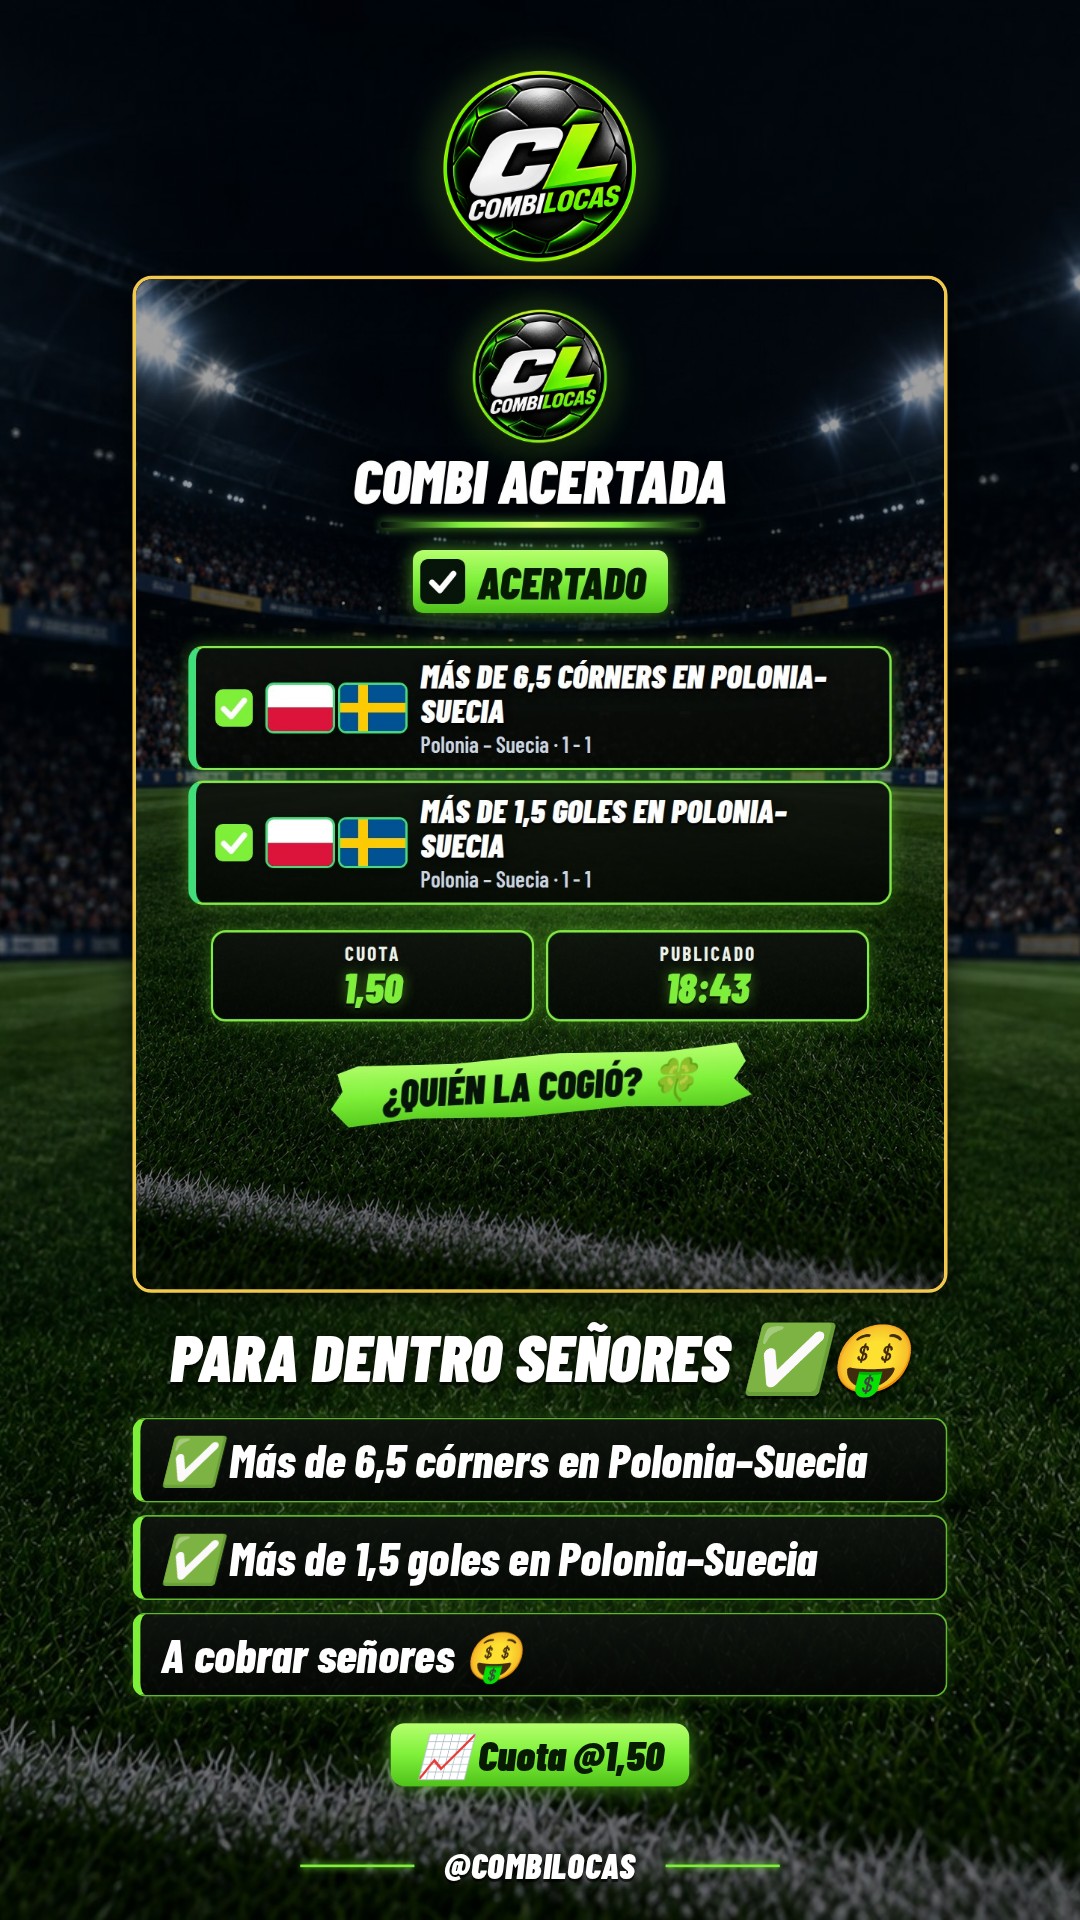 CL
COMBILOCAS
CL
COMBILOCAS
COMBI ACERTADA
✅ ACERTADO
MÁS DE 6,5 CÓRNERS EN POLONIA-
SUECIA
Polonia - Suecia · 1 - 1
MÁS DE 1,5 GOLES EN POLONIA-
SUECIA
Polonia - Suecia · 1 - 1
CUOTA
1,50
PUBLICADO
18:43
¿QUIÉN LA COGIÓ? 🍀
PARA DENTRO SEÑORES ✅🤑
✅ Más de 6,5 córners en Polonia-Suecia
✅ Más de 1,5 goles en Polonia-Suecia
A cobrar señores 🤑
📈 Cuota @1,50
@COMBILOCAS